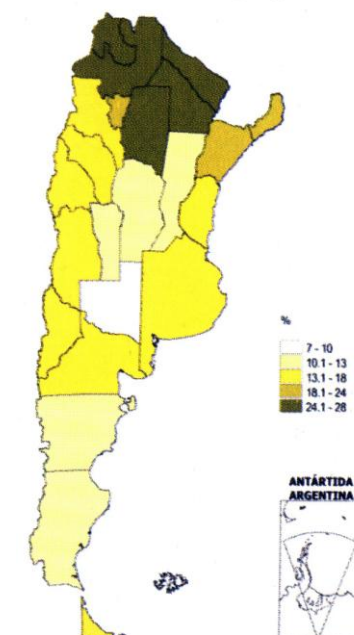 %
7 - 10
10.1 - 13
13.1 - 18
18.1 - 24
24.1 - 28
ANTÁRTIDA
ARGENTINA